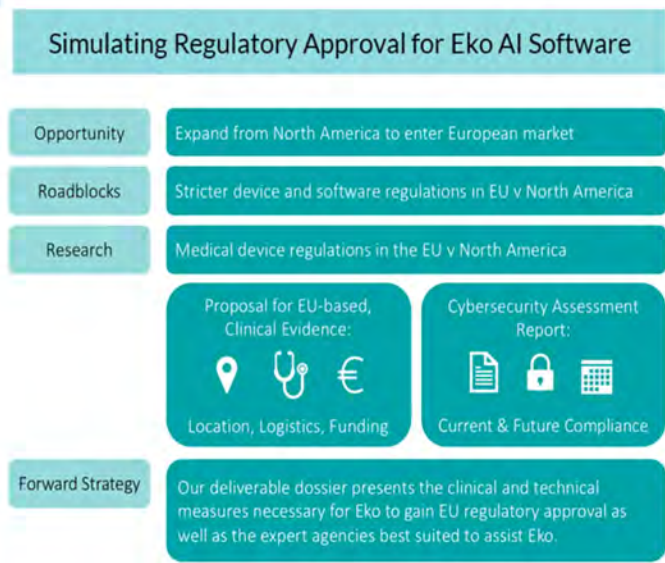 Simulating Regulatory Approval for Eko AI Software
Opportunity
Expand from North America to enter European market
Roadblocks
Stricter device and software regulations in EU v North America
Research
Medical device regulations in the EU v North America
Proposal for EU-based,
Clinical Evidence:
€
Location, Logistics, Funding
Cybersecurity Assessment
Report:
Current & Future Compliance
Forward Strategy
Our deliverable dossier presents the clinical and technical
measures necessary for Eko to gain EU regulatory approval as
well as the expert agencies best suited to assist Eko.